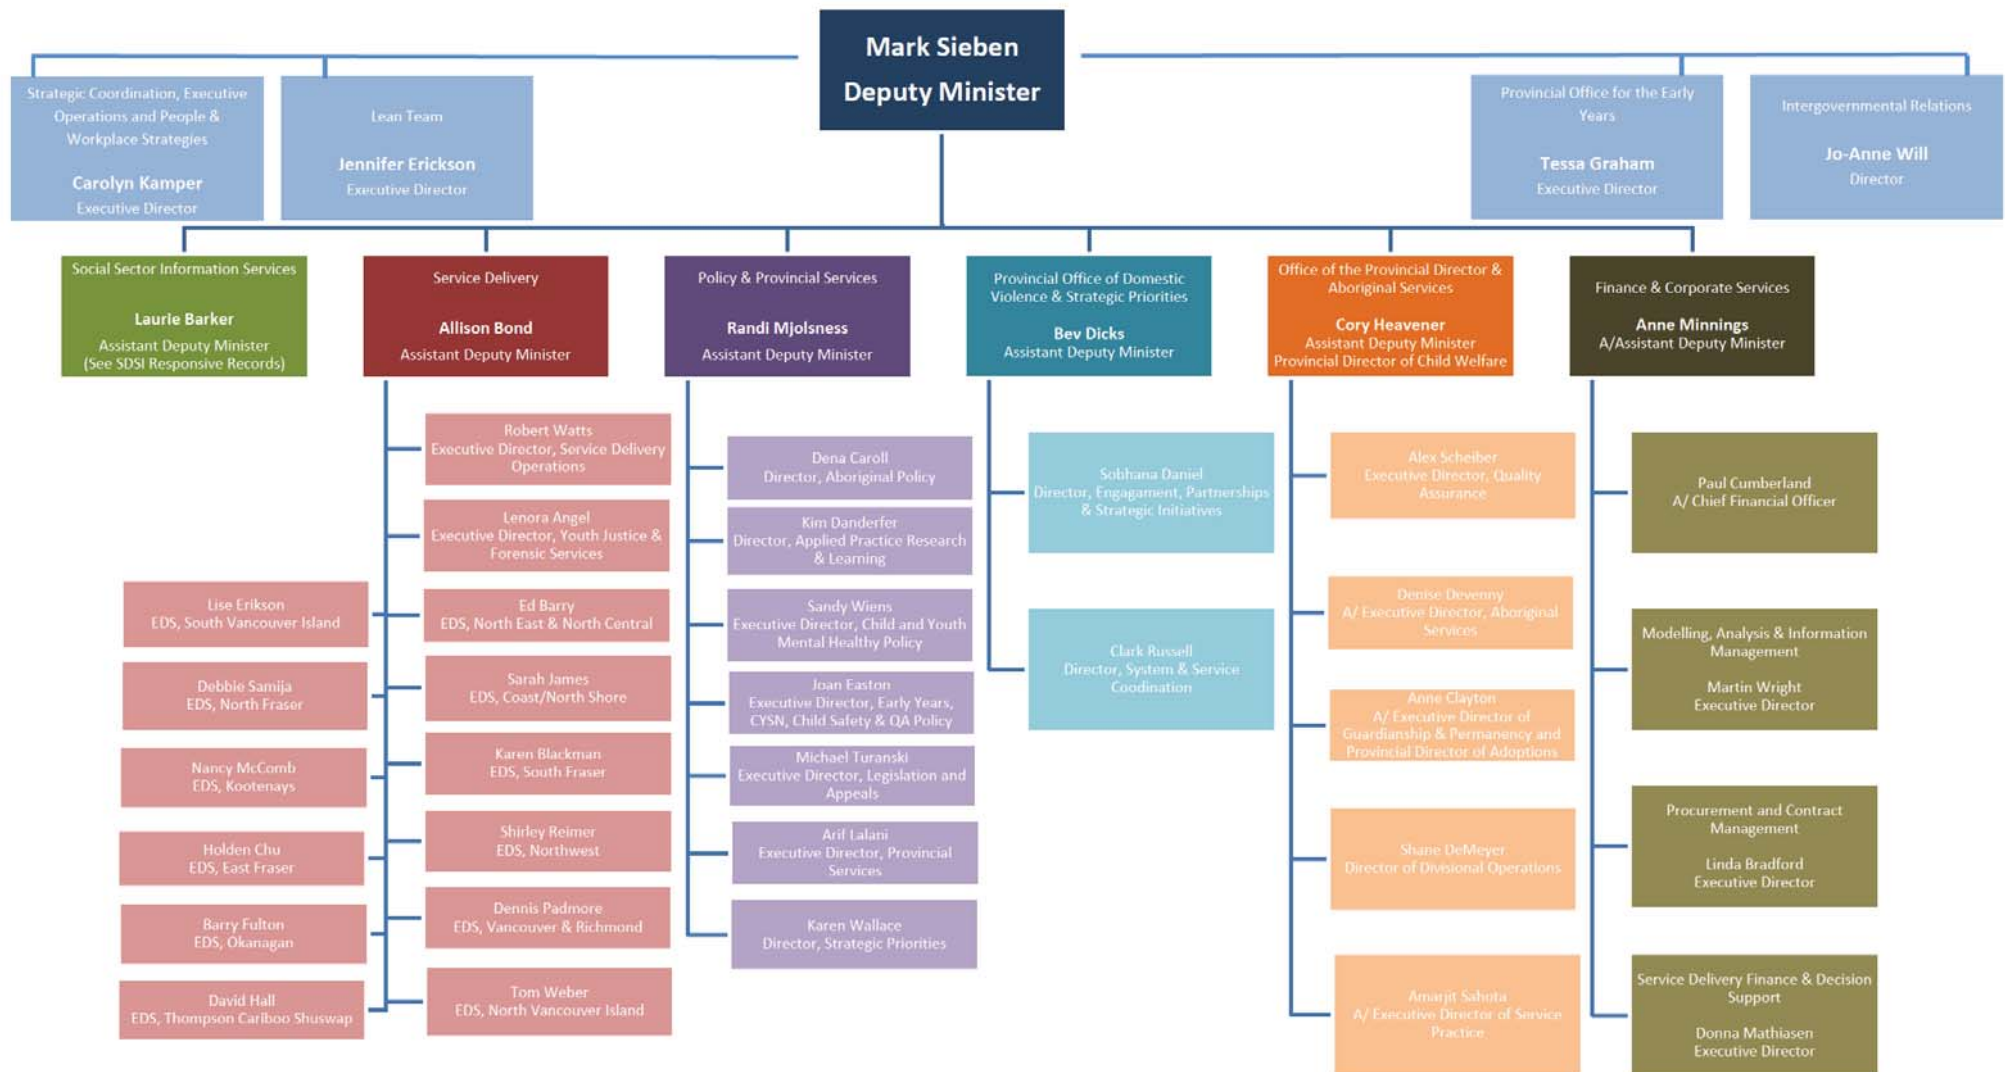 Mark Sieben
Deputy Minister
Strategic Coordination, Executive
Operations and People &
Workplace Strategies
Carolyn Kamper
Executive Director
Lean Team
Jennifer Erickson
Executive Director
Provincial Office for the Early
Years
Tessa Graham
Executive Director
Intergovernmental Relations
Jo-Anne Will
Director
Social Sector Information Services
Laurie Barker
Assistant Deputy Minister
(See SDSI Responsive Records)
Service Delivery
Allison Bond
Assistant Deputy Minister
Policy & Provincial Services
Randi Mjolsness
Assistant Deputy Minister
Provincial Office of Domestic
Violence & Strategic Priorities
Bev Dicks
Assistant Deputy Minister
Office of the Provincial Director &
Aboriginal Services
Cory Heavener
Assistant Deputy Minister
Provincial Director of Child Welfare
Finance & Corporate Services
Anne Minnings
A/Assistant Deputy Minister
Lise Erikson
EDS, South Vancouver Island
Debbie Samija
EDS, North Fraser
Nancy McComb
EDS, Kootenays
Holden Chu
EDS, East Fraser
Barry Fulton
EDS, Okanagan
David Hall
EDS, Thompson Cariboo Shuswap
Robert Watts
Executive Director, Service Delivery
Operations
Lenora Angel
Executive Director, Youth Justice &
Forensic Services
Ed Barry
EDS, North East & North Central
Sarah James
EDS, Coast/North Shore
Karen Blackman
EDS, South Fraser
Shirley Reimer
EDS, Northwest
Dennis Padmore
EDS, Vancouver & Richmond
Tom Weber
EDS, North Vancouver Island
Dena Caroll
Director, Aboriginal Policy
Kim Danderfer
Director, Applied Practice Research
& Learning
Sandy Wiens
Executive Director, Child and Youth
Mental Healthy Policy
Joan Easton
Executive Director, Early Years,
CYSN, Child Safety & QA Policy
Michael Turanski
Executive Director, Legislation and
Appeals
Arif Lalani
Executive Director, Provincial
Services
Karen Wallace
Director, Strategic Priorities
Sobhana Daniel
Director, Engagament, Partnerships
& Strategic Initiatives
Clark Russell
Director, System & Service
Coodination
Alex Scheiber
Executive Director, Quality
Assurance
Denise Devenny
A/ Executive Director, Aboriginal
Services
Anne Clayton
A/ Executive Director of
Guardianship & Permanency and
Provincial Director of Adoptions
Shane DeMeyer
Director of Divisional Operations
Amarjit Sahota
A/ Executive Director of Service
Practice
Paul Cumberland
A/ Chief Financial Officer
Modelling, Analysis & Information
Management
Martin Wright
Executive Director
Procurement and Contract
Management
Linda Bradford
Executive Director
Service Delivery Finance & Decision
Support
Donna Mathiasen
Executive Director